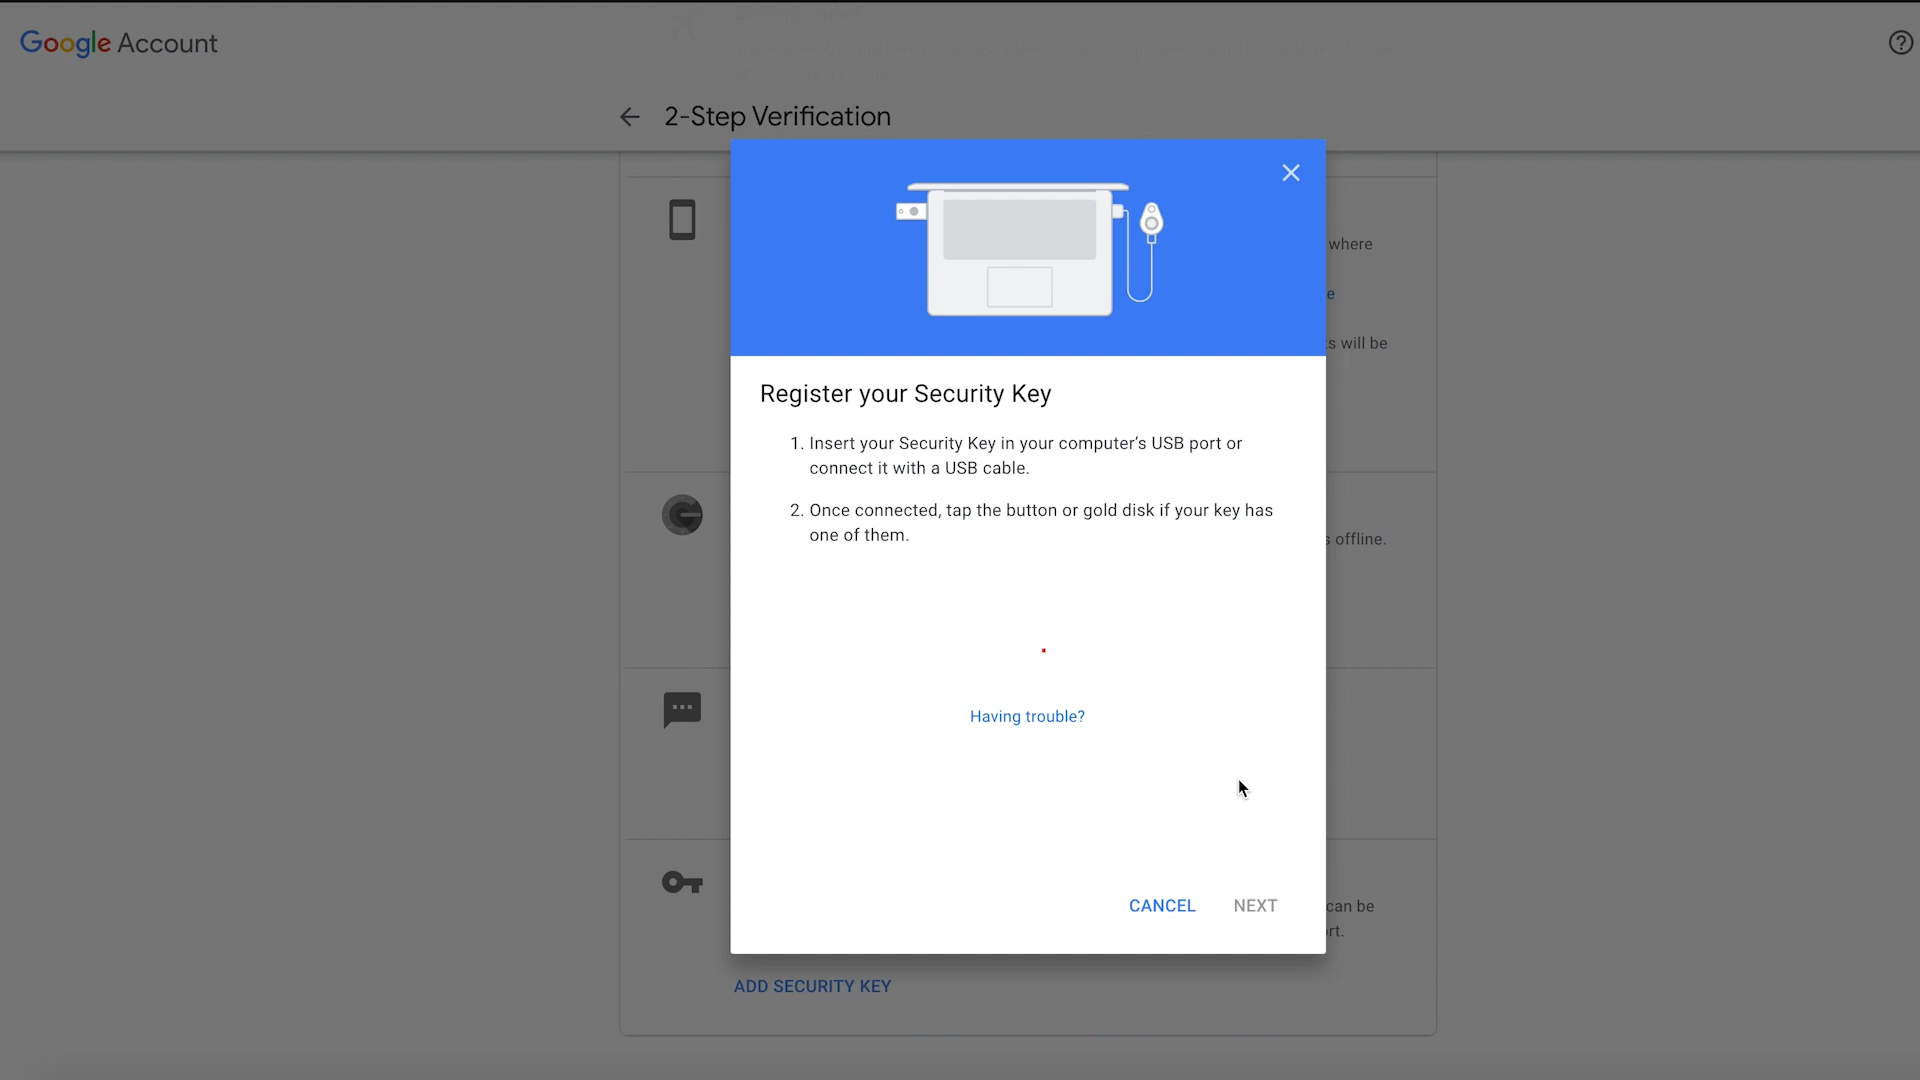 Google Account
2-Step Verification
where
e
s will be
Register your Security Key
1. Insert your Security Key in your computer's USB port or
connect it with a USB cable.
2. Once connected, tap the button or gold disk if your key has
one of them.
s offline.
Having trouble?
CANCEL NEXT
can be
rt.
ADD SECURITY KEY